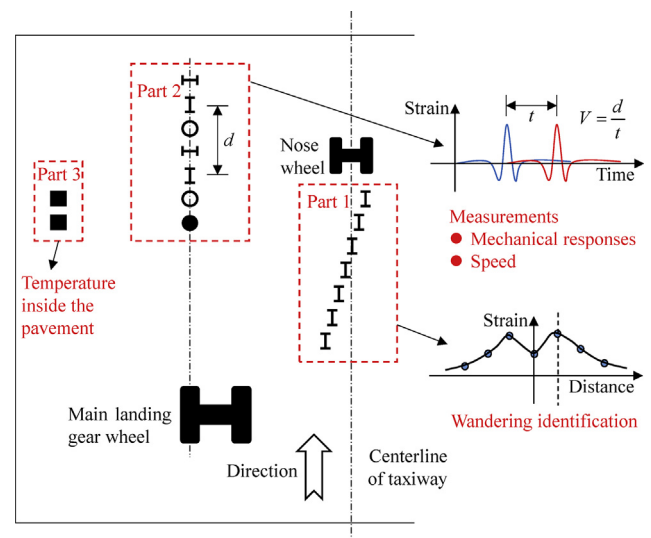 Part 2
d
Part 3
Temperature
inside the
pavement
Nose
wheel
Part 1
Main landing
gear wheel
Direction
Centerline
of taxiway
Strain
t
V = d/t
Time
Measurements
Mechanical responses
Speed
Strain
Distance
Wandering identification